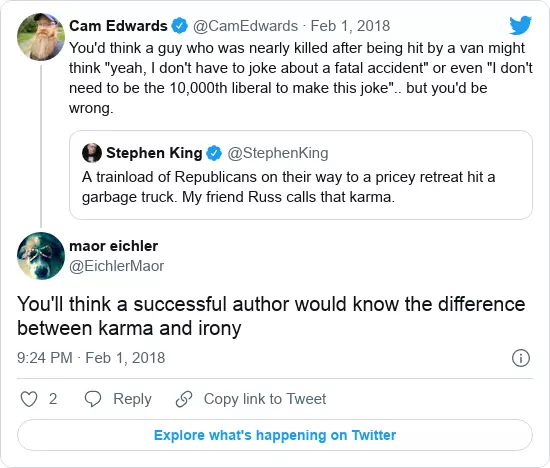 Cam Edwards @CamEdwards · Feb 1, 2018
You'd think a guy who was nearly killed after being hit by a van might
think "yeah, I don't have to joke about a fatal accident" or even "I don't
need to be the 10,000th liberal to make this joke".. but you'd be
wrong.
Stephen King @StephenKing
A trainload of Republicans on their way to a pricey retreat hit a
garbage truck. My friend Russ calls that karma.
maor eichler
@EichlerMaor
You'll think a successful author would know the difference
between karma and irony
9:24 PM · Feb 1, 2018
2 Reply Copy link to Tweet
Explore what's happening on Twitter